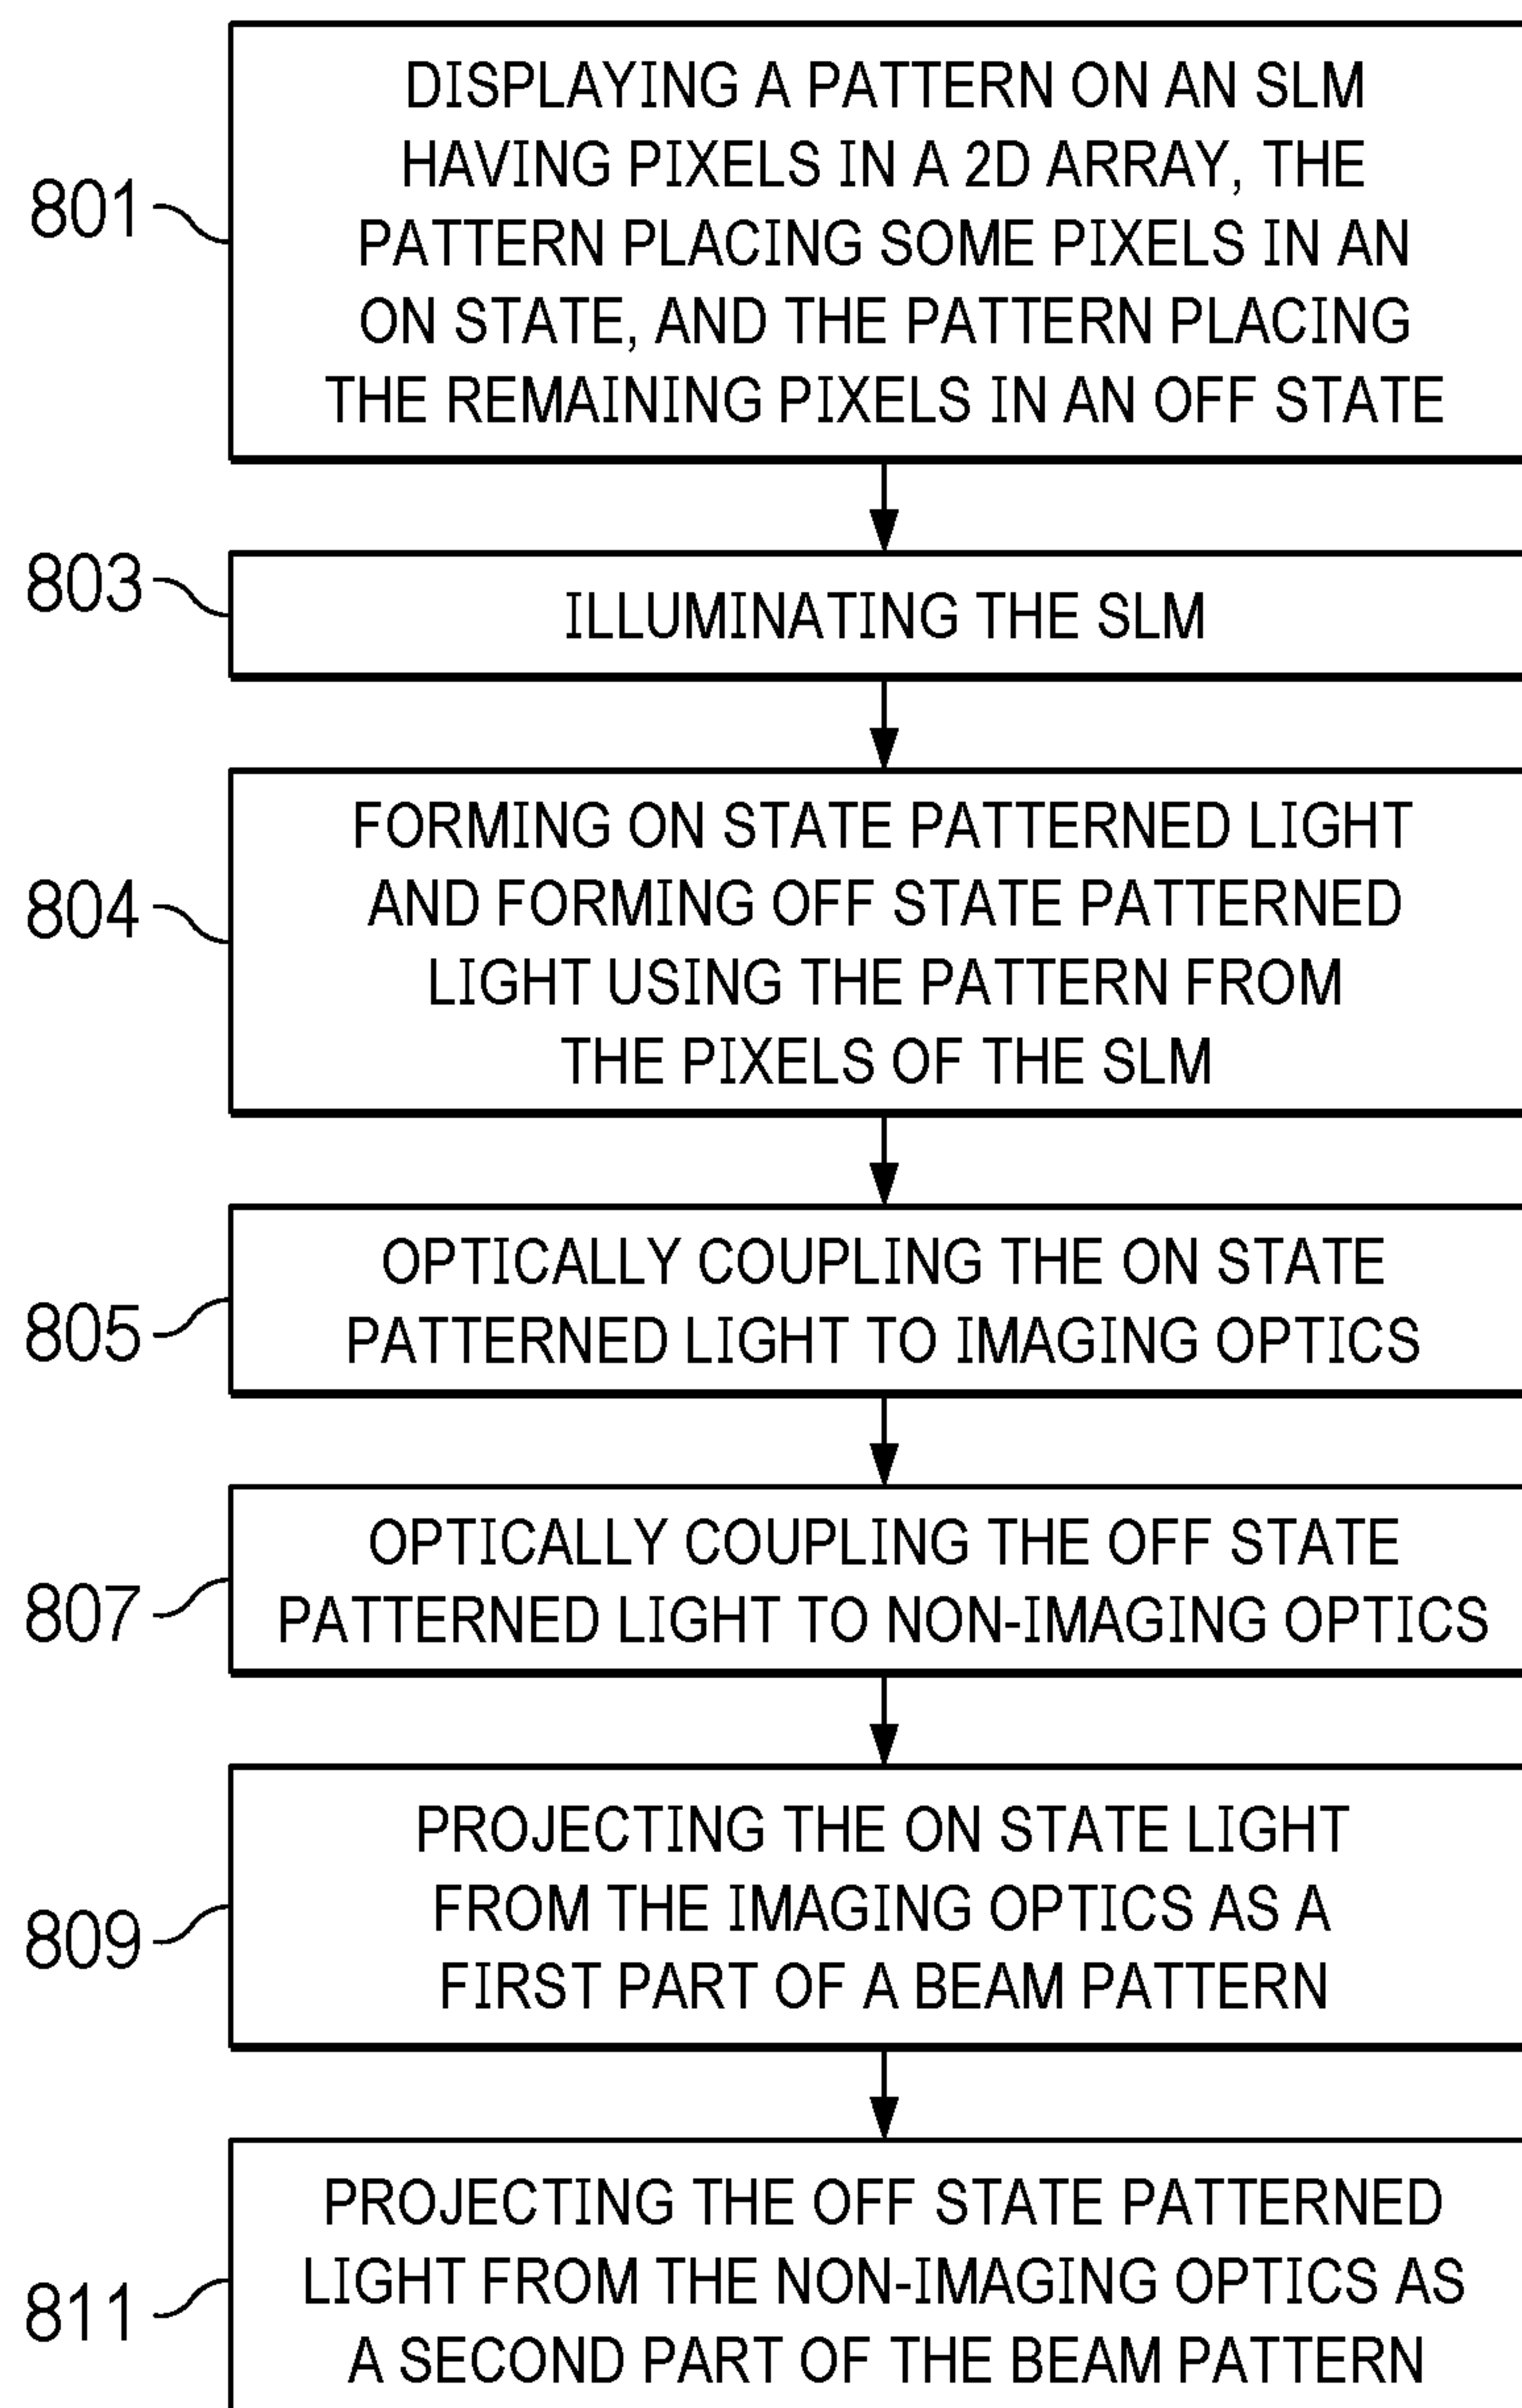 DISPLAYING A PATTERN ON AN SLM
HAVING PIXELS IN A 2D ARRAY, THE
801
PATTERN PLACING SOME PIXELS IN AN
ON STATE, AND THE PATTERN PLACING
THE REMAINING PIXELS IN AN OFF STATE
803
ILLUMINATING THE SLM
FORMING ON STATE PATTERNED LIGHT
804
AND FORMING OFF STATE PATTERNED
LIGHT USING THE PATTERN FROM
THE PIXELS OF THE SLM
OPTICALLY COUPLING THE ON STATE
805
PATTERNED LIGHT TO IMAGING OPTICS
OPTICALLY COUPLING THE OFF STATE
807
PATTERNED LIGHT TO NON-IMAGING OPTICS
PROJECTING THE ON STATE LIGHT
FROM THE IMAGING OPTICS AS A
809
FIRST PART OF A BEAM PATTERN
PROJECTING THE OFF STATE PATTERNED
LIGHT FROM THE NON-IMAGING OPTICS AS
811
A SECOND PART OF THE BEAM PATTERN